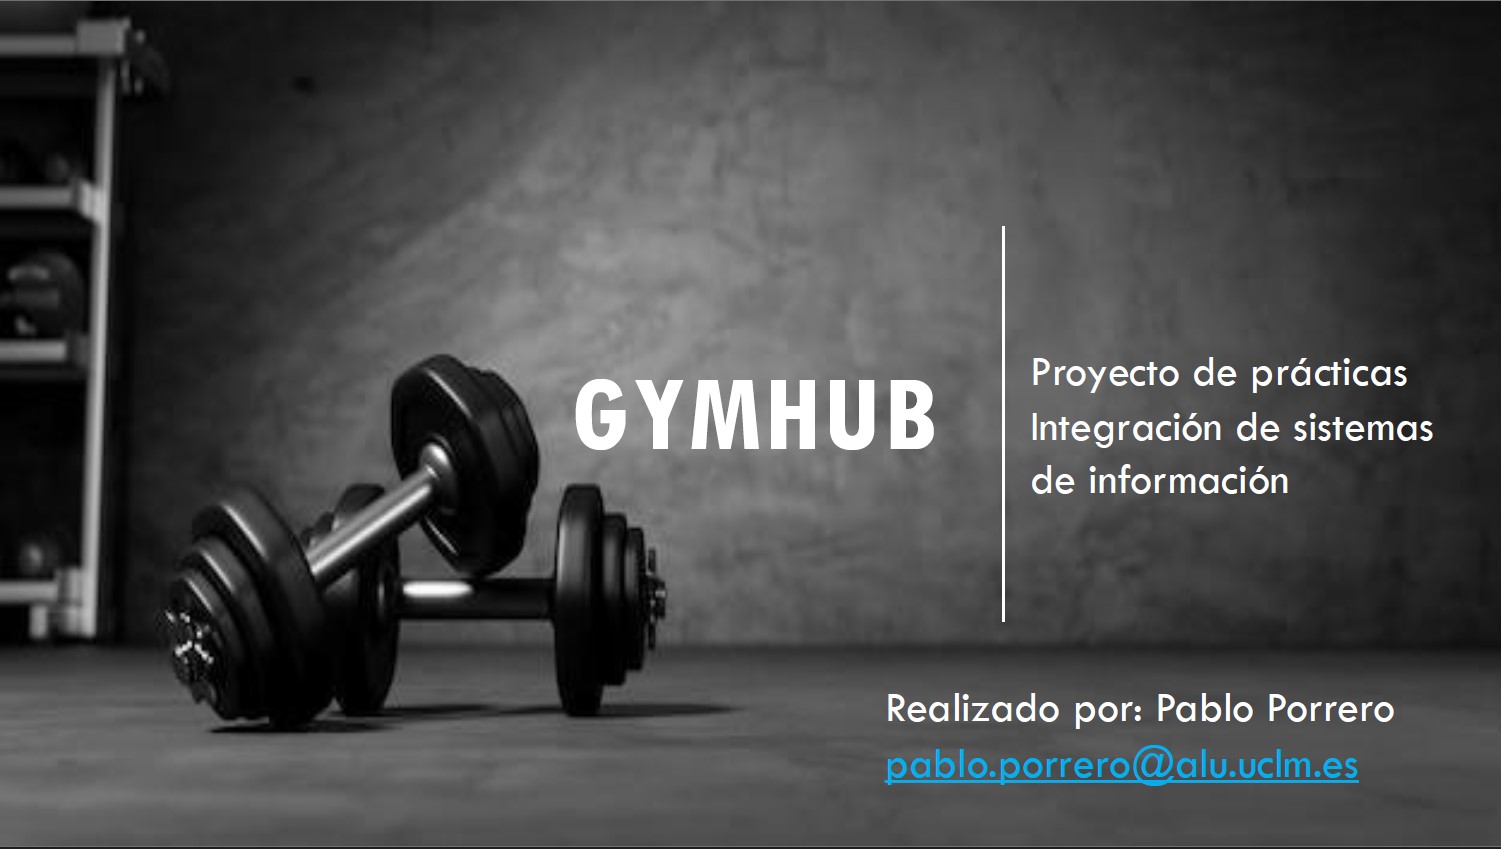 GYMHUB
Proyecto de prácticas
Integración de sistemas
de información
Realizado por: Pablo Porrero
pablo.porrero@alu.uclm.es